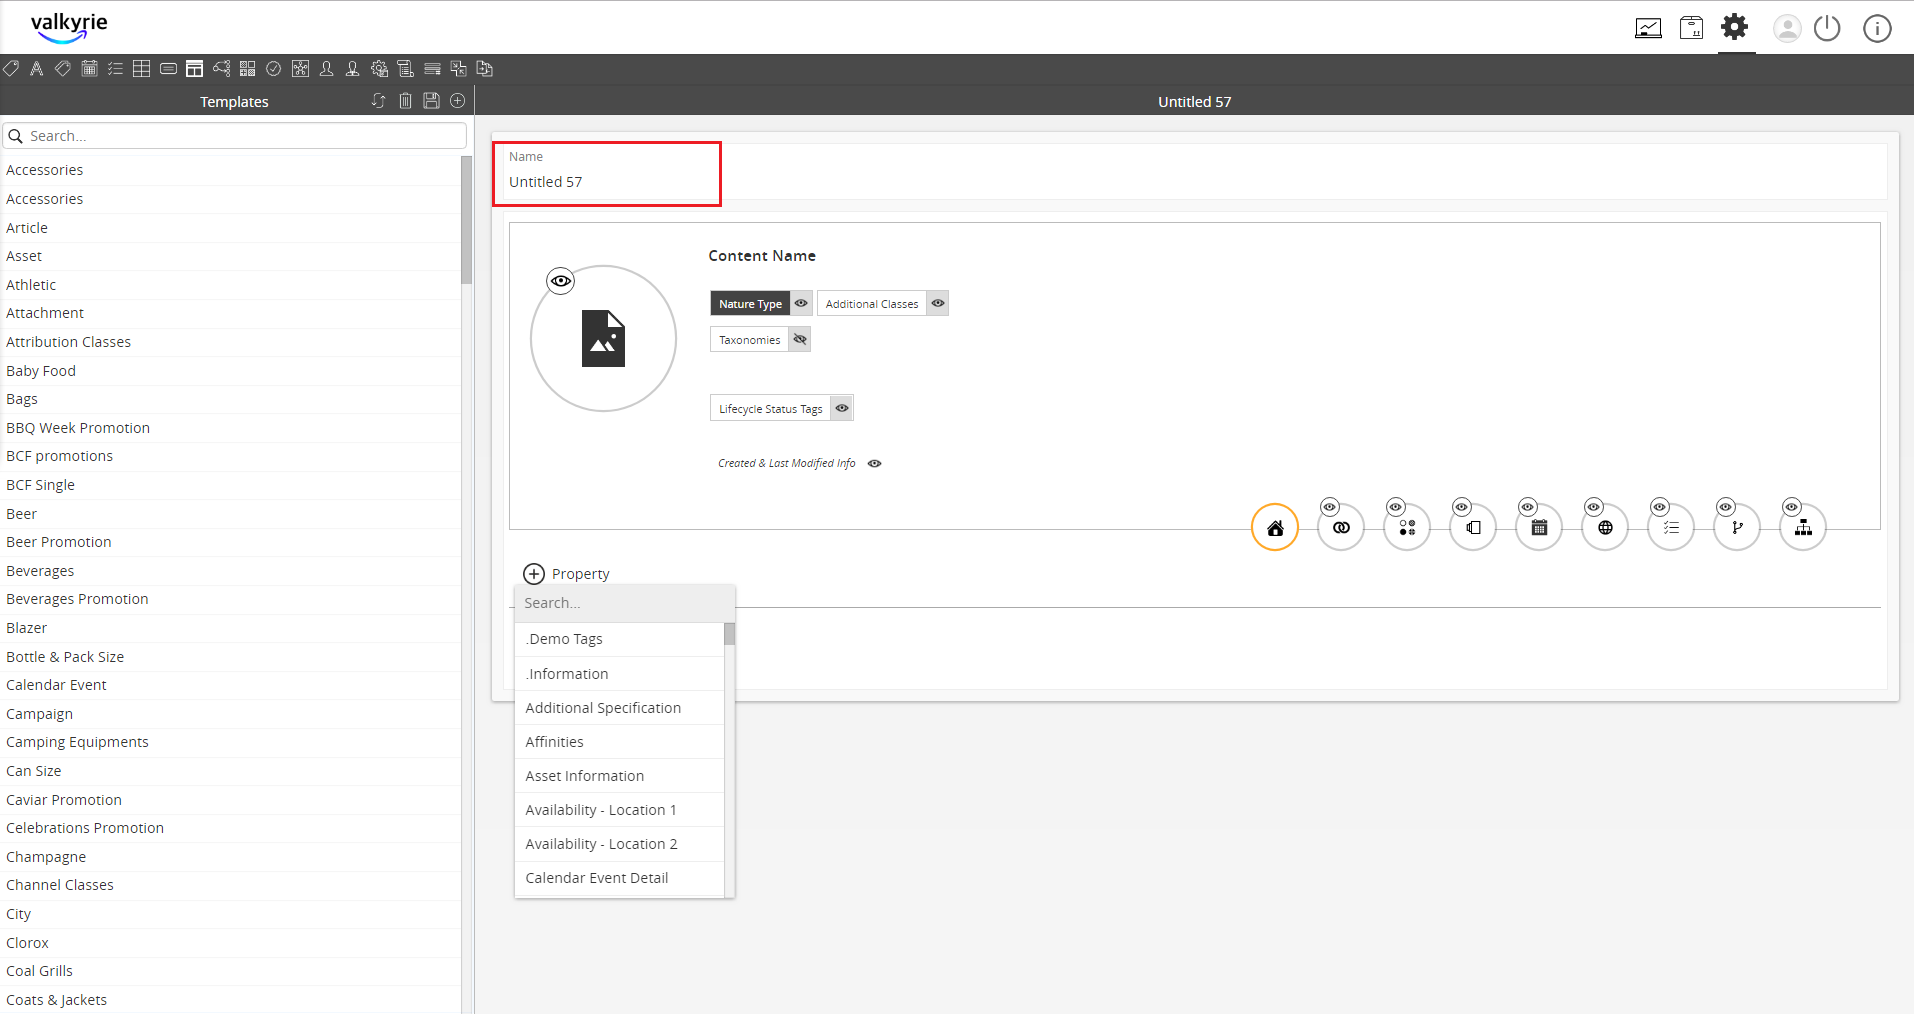 valkyrie
Templates
Untitled 57
Search...
Accessories
Accessories
Article
Asset
Athletic
Attachment
Attribution Classes
Baby Food
Bags
BBQ Week Promotion
BCF promotions
BCF Single
Beer
Beer Promotion
Beverages
Beverages Promotion
Blazer
Bottle & Pack Size
Calendar Event
Campaign
Camping Equipments
Can Size
Caviar Promotion
Celebrations Promotion
Champagne
Channel Classes
City
Clorox
Coal Grills
Coats & Jackets
Name
Untitled 57
Content Name
Nature Type
Additional Classes
Taxonomies
Lifecycle Status Tags
Created & Last Modified Info
Property
Search...
.Demo Tags
.Information
Additional Specification
Affinities
Asset Information
Availability - Location 1
Availability - Location 2
Calendar Event Detail